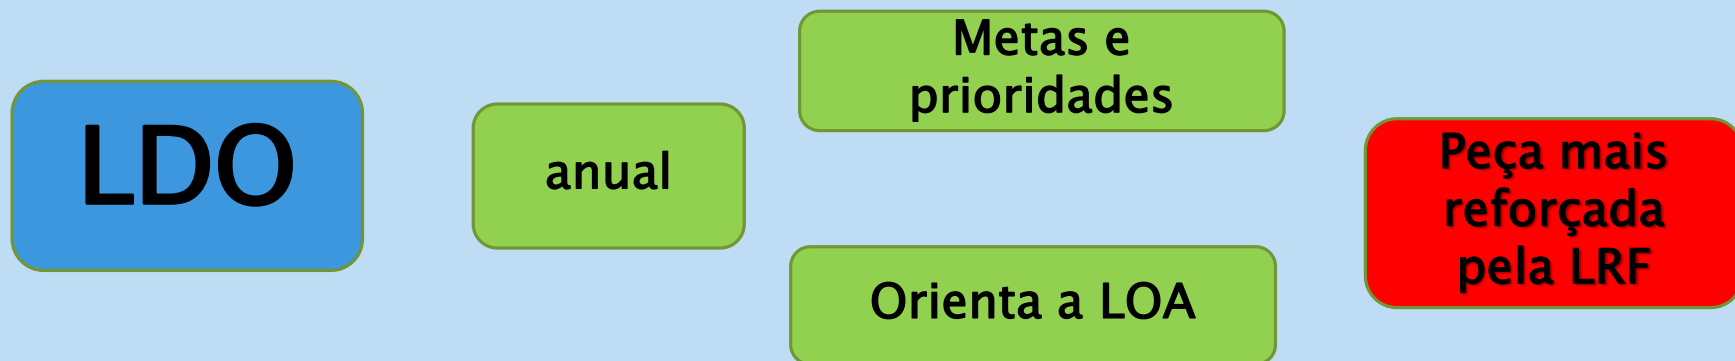 LDO
anual
Metas e
prioridades
Orienta a LOA
Peça mais
reforçada
pela LRF